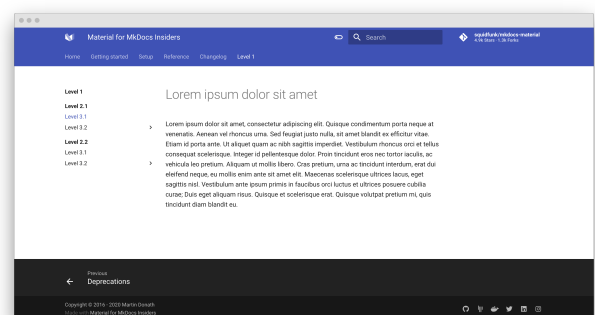 Material for MkDocs Insiders
Search
squidfunk/mkdocs-material
4.9k Stars · 1.3k Forks
Home Getting started Setup Reference Changelog Level 1
Level 1
Level 2.1
Level 3.1
Level 3.2
Level 2.2
Level 3.1
Level 3.2
Lorem ipsum dolor sit amet
Lorem ipsum dolor sit amet, consectetur adipiscing elit. Quisque condimentum porta neque at
venenatis. Aenean vel rhoncus urna. Sed feugiat justo nulla, sit amet blandit ex efficitur vitae.
Etiam id porta ante. Ut aliquet quam ac nibh sagittis imperdiet. Vestibulum rhoncus orci et tellus
consequat scelerisque. Integer id pellentesque dolor. Proin tincidunt eros nec tortor iaculis, ac
vehicula leo pretium. Aliquam ut mollis libero. Cras pretium, urna ac tincidunt interdum, erat dui
eleifend neque, eu mollis enim ante sit amet elit. Maecenas scelerisque ultrices lacus, eget
sagittis nisl. Vestibulum ante ipsum primis in faucibus orci luctus et ultrices posuere cubilia
curae; Duis eget aliquam risus. Quisque et scelerisque erat. Quisque volutpat pretium mi, quis
tincidunt diam blandit eu.
Previous
Deprecations
Copyright © 2016 - 2020 Martin Donath
Made with Material for MkDocs Insiders